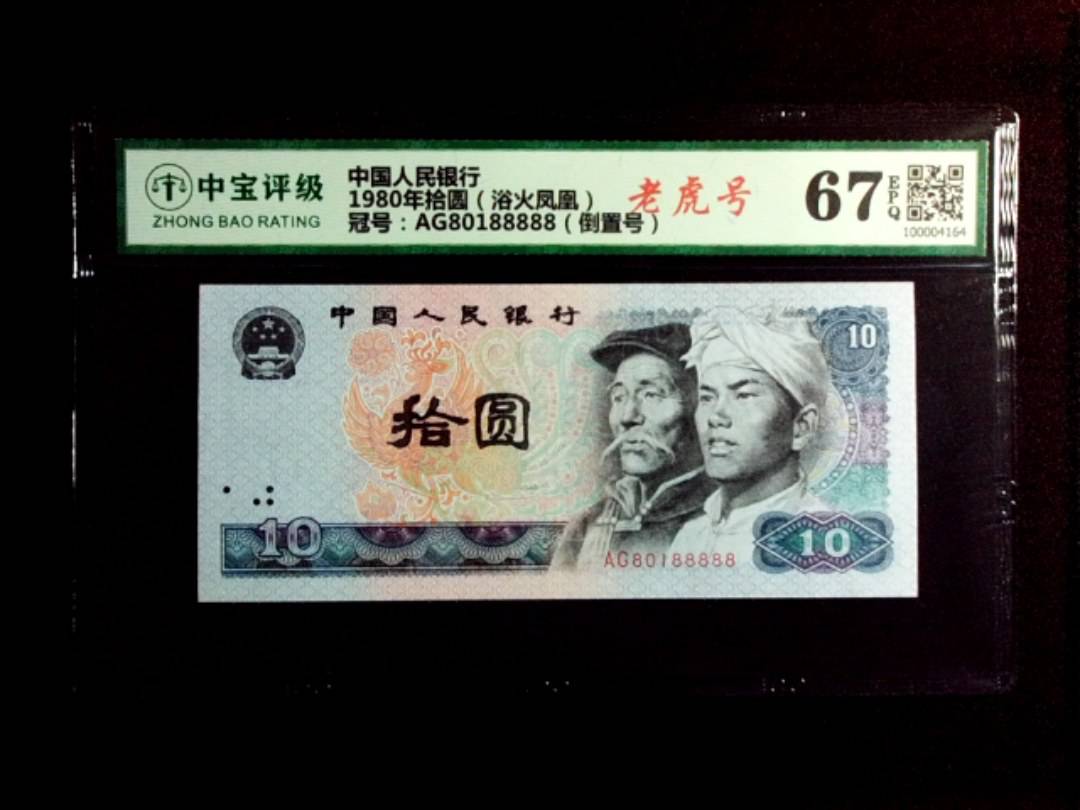 中宝评级
ZHONG BAO RATING
中国人民银行
1980年拾圆（浴火凤凰）
冠号：AG80188888（倒置号）
老虎号
67
EPQ
100004164
中国人民银行
10
拾圆
10
AG80188888
10